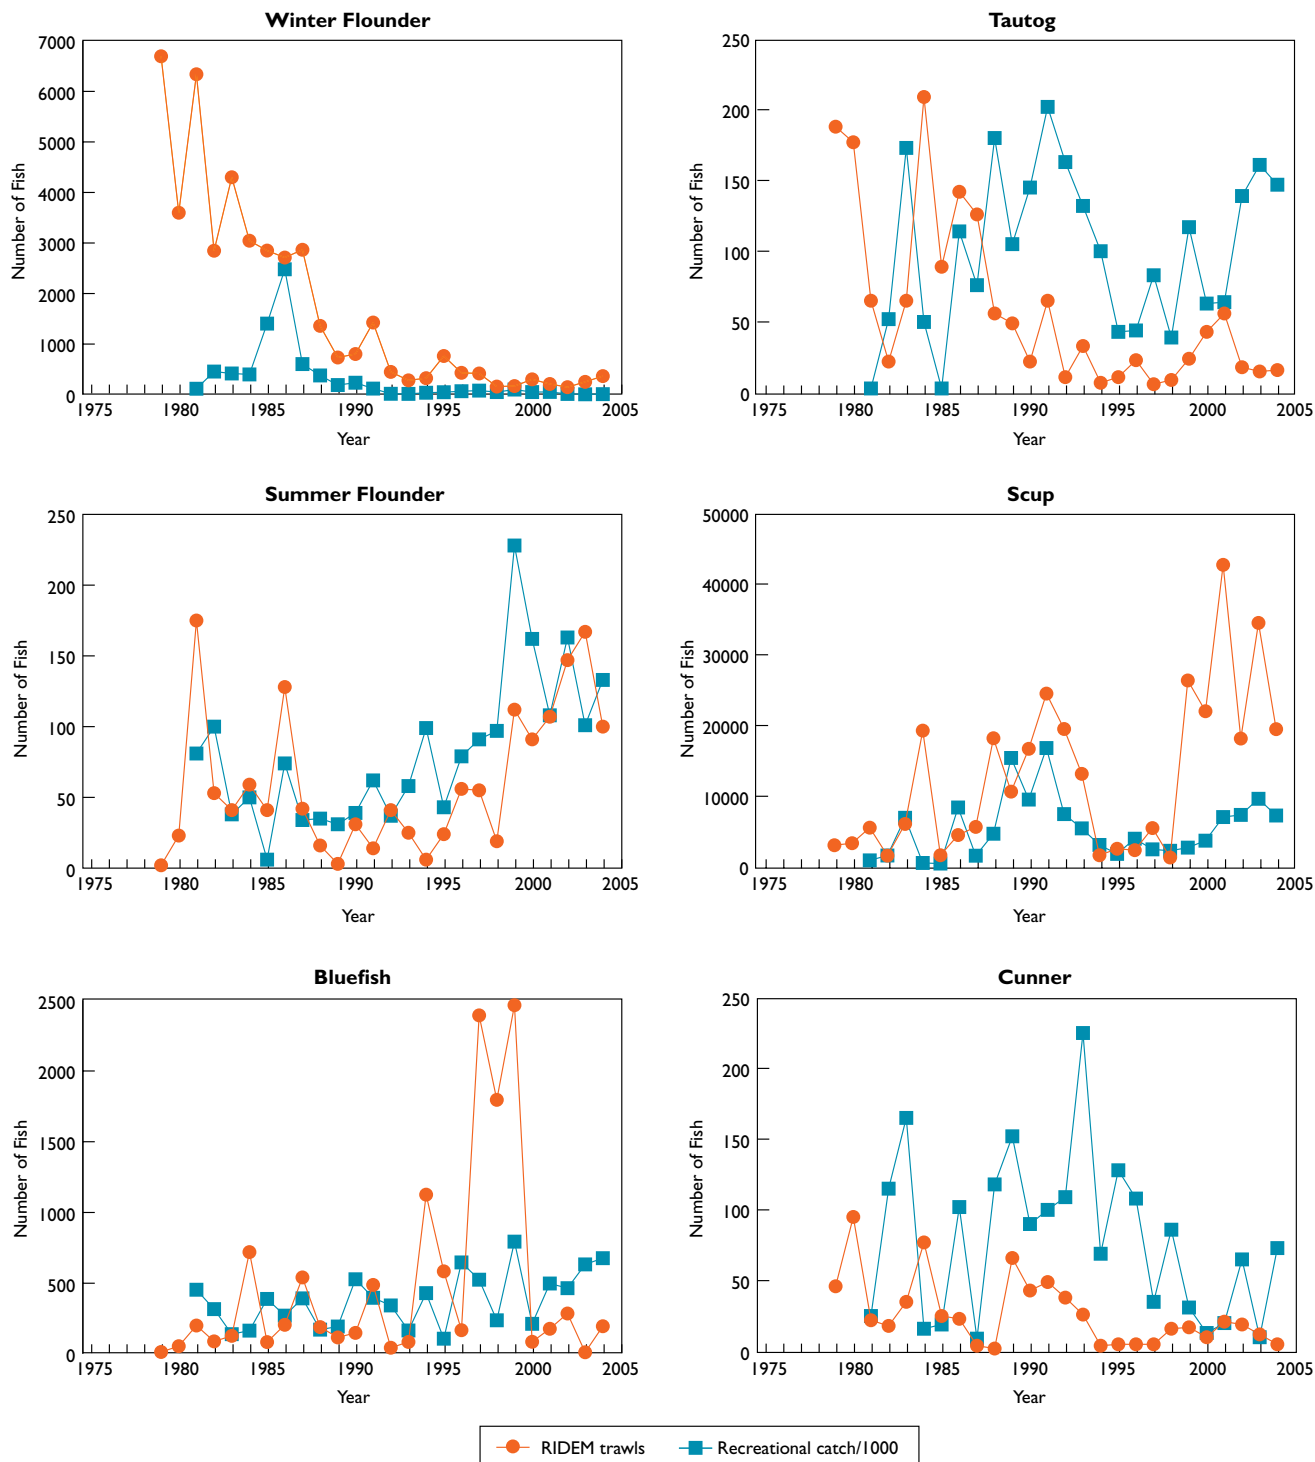 Winter Flounder
7000
6000
5000
4000
3000
2000
1000
0
Number of Fish
1975 1980 1985 1990 1995 2000 2005
Year
Tautog
250
200
150
100
50
0
Number of Fish
1975 1980 1985 1990 1995 2000 2005
Year
Summer Flounder
250
200
150
100
50
0
Number of Fish
1975 1980 1985 1990 1995 2000 2005
Year
Scup
50000
40000
30000
20000
10000
0
Number of Fish
1975 1980 1985 1990 1995 2000 2005
Year
Bluefish
2500
2000
1500
1000
500
0
Number of Fish
1975 1980 1985 1990 1995 2000 2005
Year
Cunner
250
200
150
100
50
0
Number of Fish
1975 1980 1985 1990 1995 2000 2005
Year
RIDEM trawls Recreational catch/1000